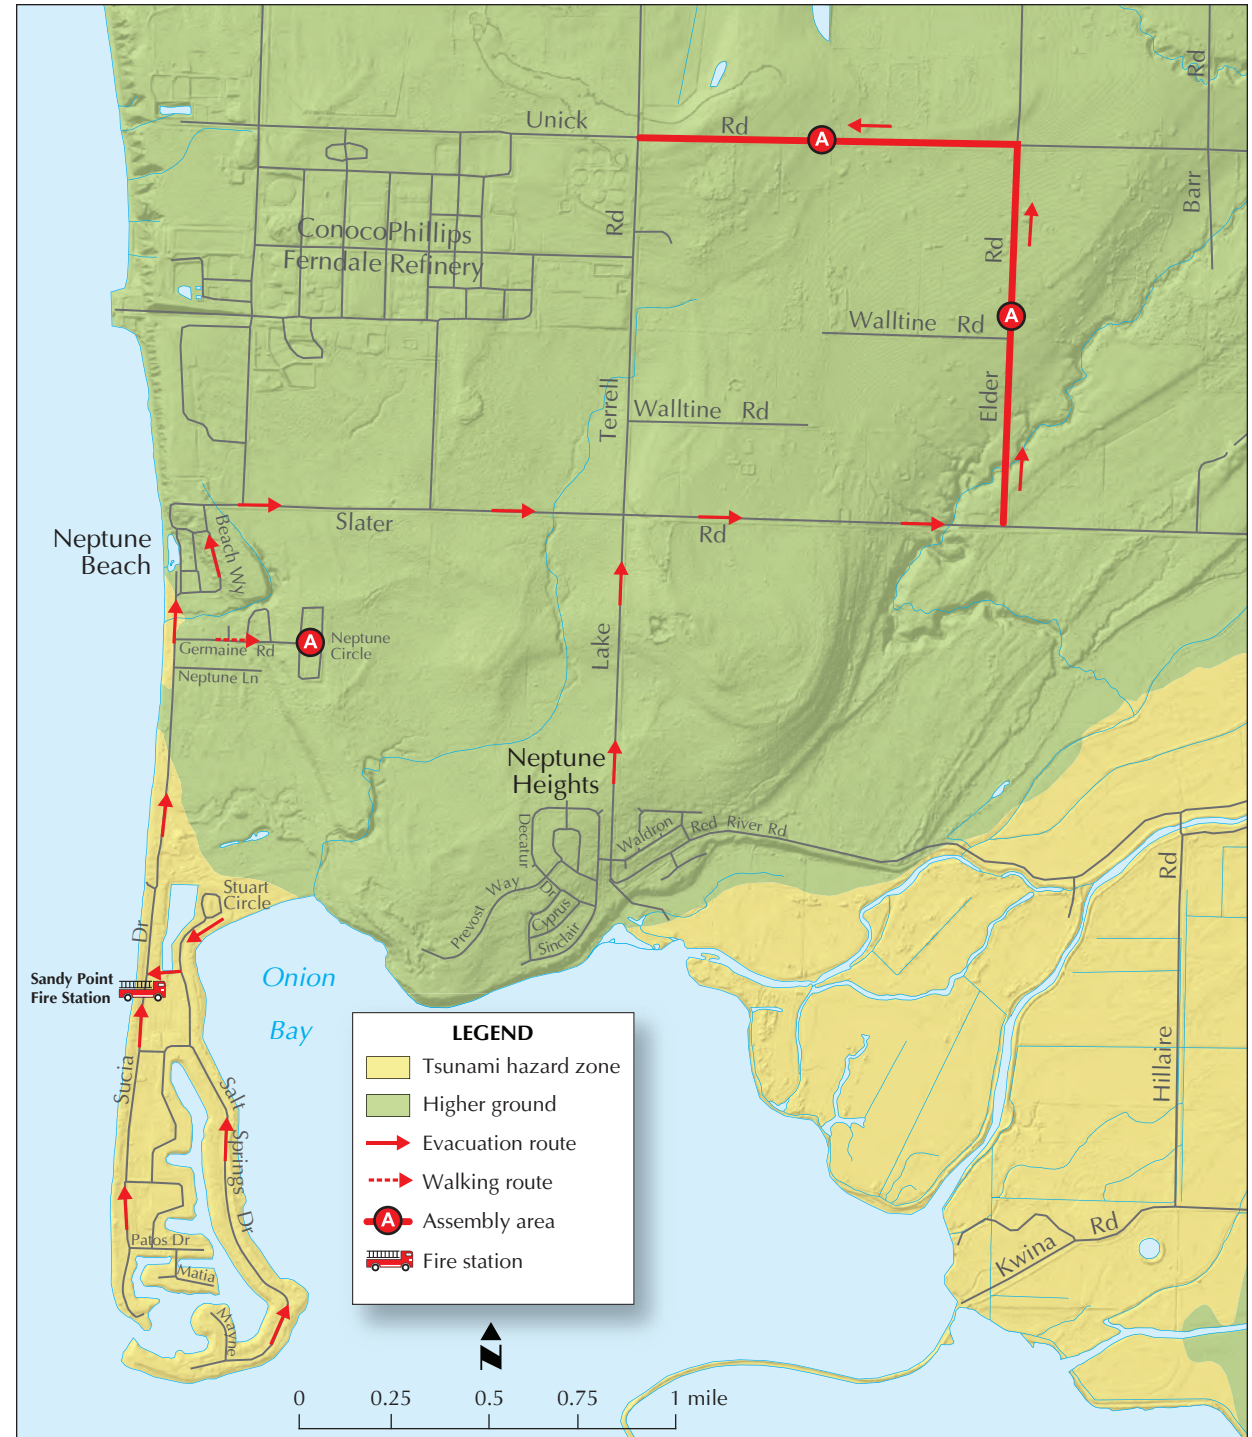 Unick
Rd
A
Rd
Barr
Rd
ConocoPhillips
Ferndale Refinery
Rd
A
Walltine Rd
Elder
Terrell
Walltine Rd
Slater
Rd
Neptune
Beach
Beach Wy
Germaine Rd
A
Neptune
Circle
Neptune Ln
Lake
Neptune
Heights
Decatur
Waldron
Red River Rd
Prevost Way
Dr
Cyprus
Sinclair
Stuart
Circle
Dr
Sandy Point
Fire Station
Onion
Bay
Sucia
Salt
Springs
Dr
Patos Dr
Matia
Mayne
Rd
Hillaire
Kwina
Rd
LEGEND
Tsunami hazard zone
Higher ground
Evacuation route
Walking route
A
Assembly area
Fire station
N
0 0.25 0.5 0.75 1 mile